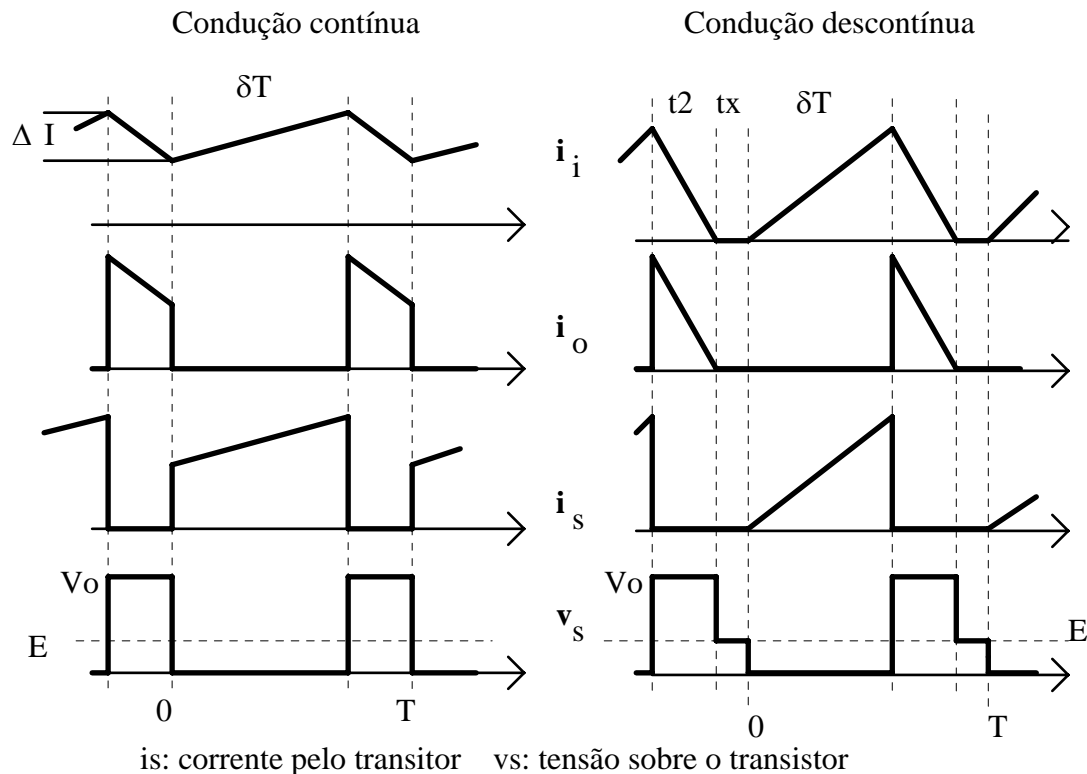 Condução contínua
Condução descontínua
δT
t2 tx δT
Δ I
i i
i o
i s
Vo
Vo
v s
E
E
0 T
0 T
is: corrente pelo transitor vs: tensão sobre o transistor